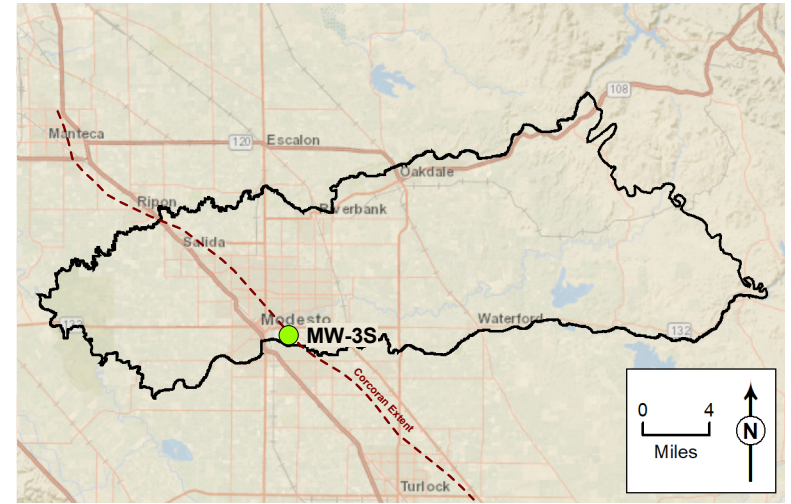 108
Manteca
120
Escalon
Oakdale
Ripon
Riverbank
Salida
132
Modesto
Waterford
MW-3S
132
Corcoran Extent
Turlock
0 4
Miles
N